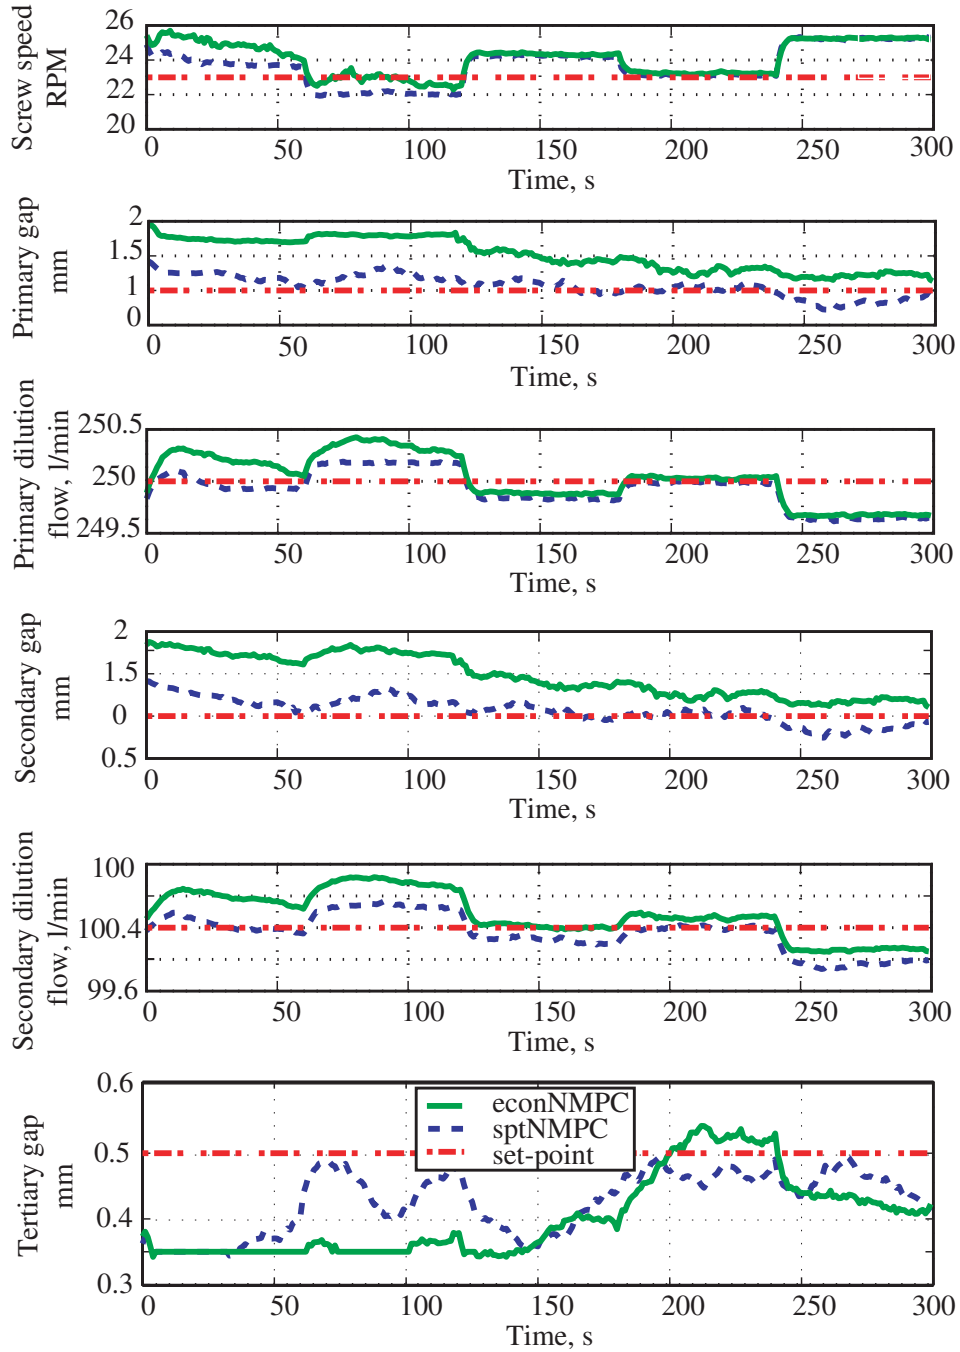 Screw speed
RPM
26
24
23
22
20
0 50 100 150 200 250 300
Time, s
Primary gap
mm
2
1.5
1
0
0 50 100 150 200 250 300
Time, s
Primary dilution
flow, l/min
250.5
250
249.5
0 50 100 150 200 250 300
Time, s
Secondary gap
mm
2
1.5
0
0.5
0 50 100 150 200 250 300
Time, s
Secondary dilution
flow, l/min
100
100.4
99.6
0 50 100 150 200 250 300
Time, s
Tertiary gap
mm
0.6
0.5
0.4
0.3
econNMPC
sptNMPC
set-point
0 50 100 150 200 250 300
Time, s